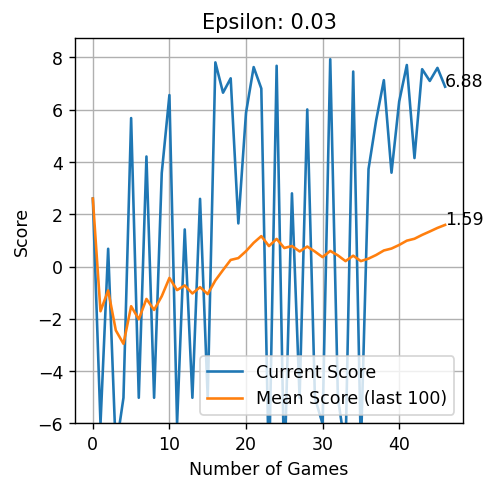 Epsilon: 0.03
8
6
4
2
0
−2
−4
−6
Score
6.88
1.59
Current Score
Mean Score (last 100)
0 10 20 30 40
Number of Games